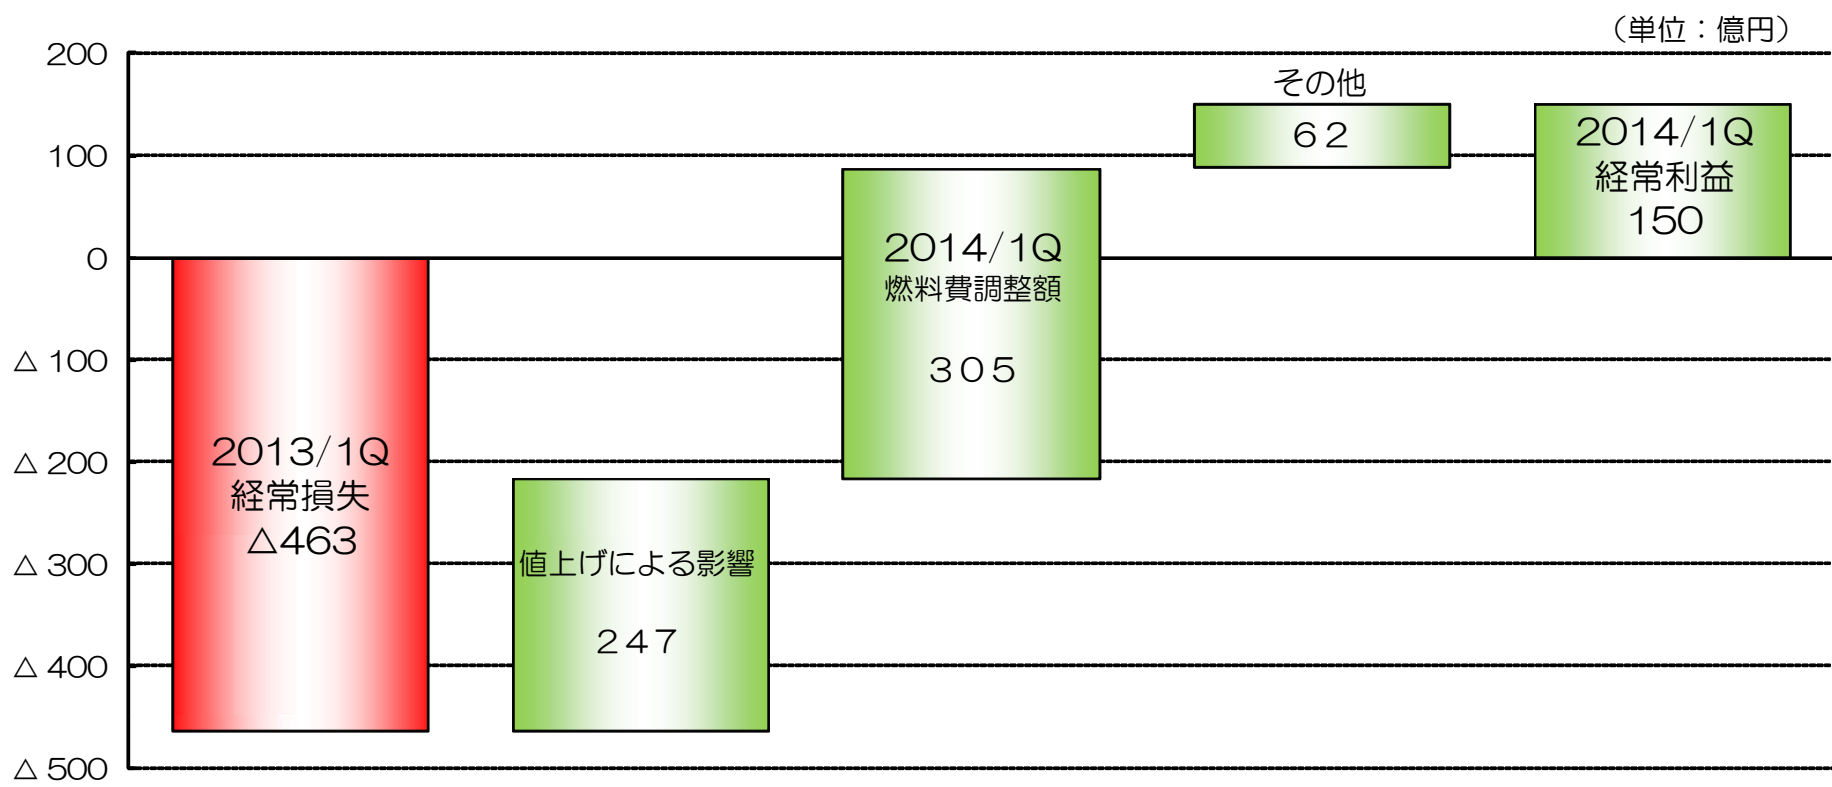 （単位：億円）
200
100
0
△ 100
△ 200
△ 300
△ 400
△ 500
2013/1Q
経常損失
△463
値上げによる影響
２４７
2014/1Q
燃料費調整額
３０５
その他
６２
2014/1Q
経常利益
150